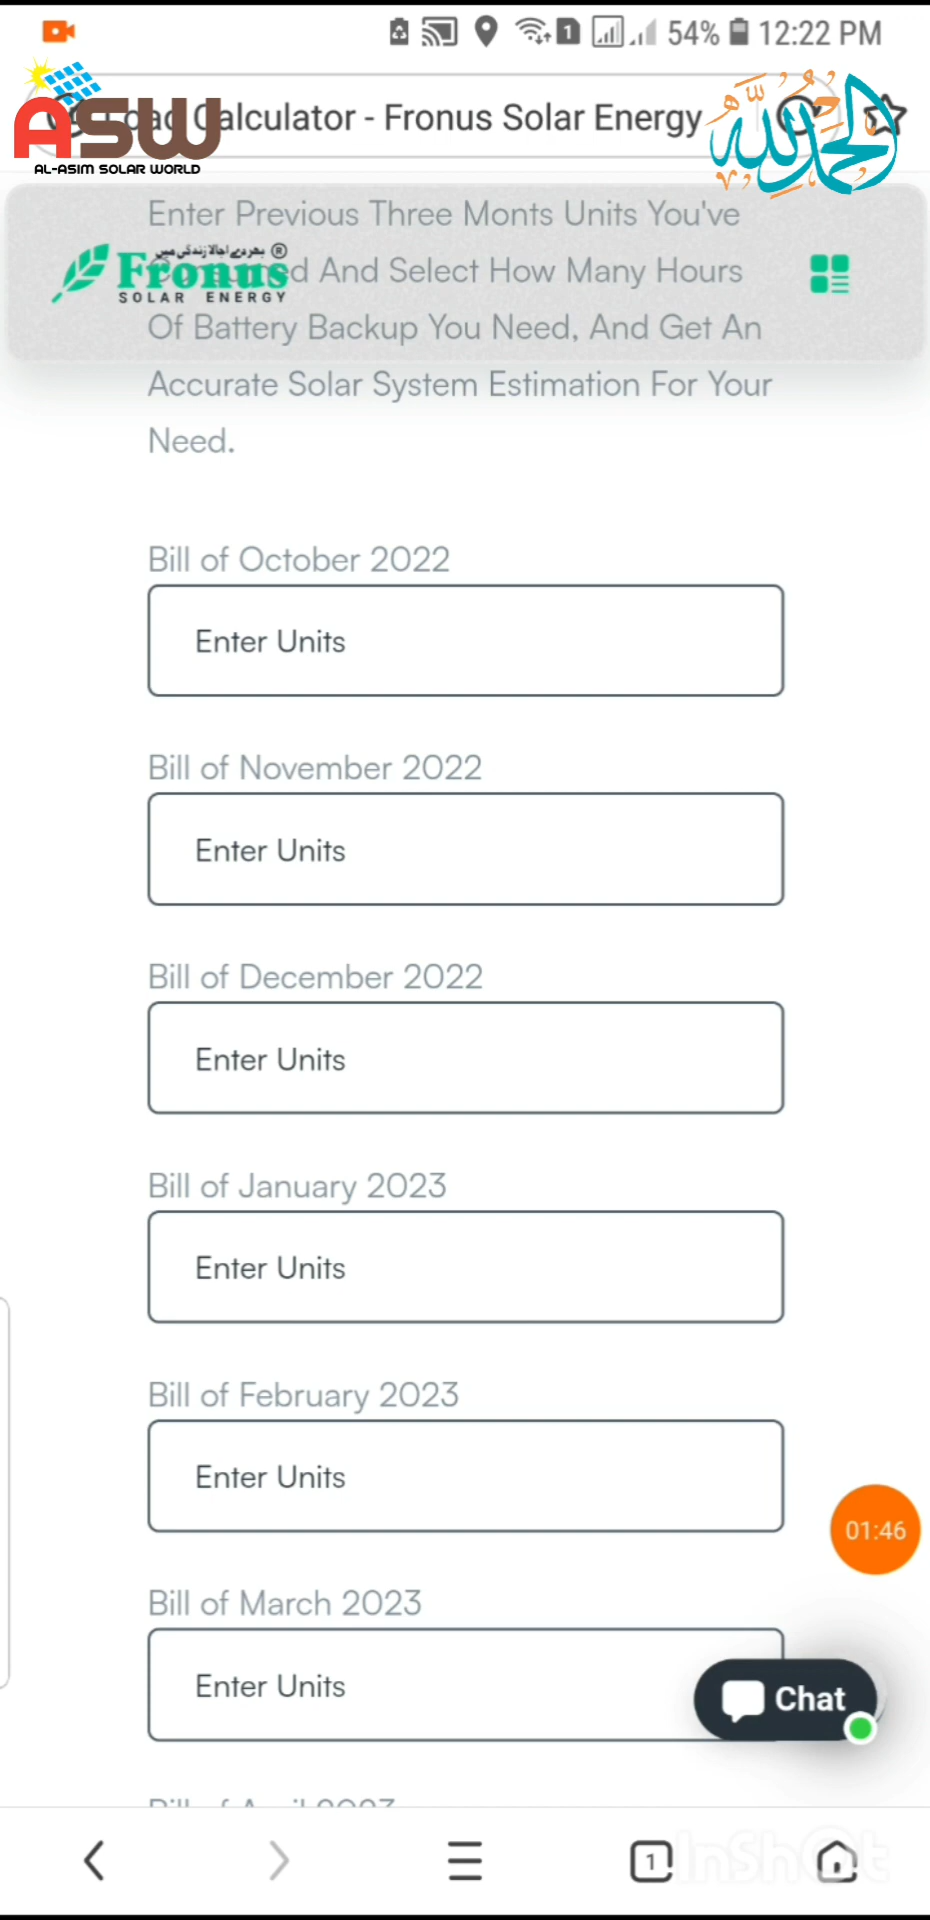 54% 12:22 PM
ASW
AL-ASIM SOLAR WORLD
Load Calculator - Fronus Solar Energy
الحمدلله
Enter Previous Three Monts Units You've
And Select How Many Hours
Fronus
SOLAR ENERGY
Of Battery Backup You Need, And Get An
Accurate Solar System Estimation For Your
Need.
Bill of October 2022
Enter Units
Bill of November 2022
Enter Units
Bill of December 2022
Enter Units
Bill of January 2023
Enter Units
Bill of February 2023
Enter Units
01:46
Bill of March 2023
Enter Units
Chat
1
InShOt